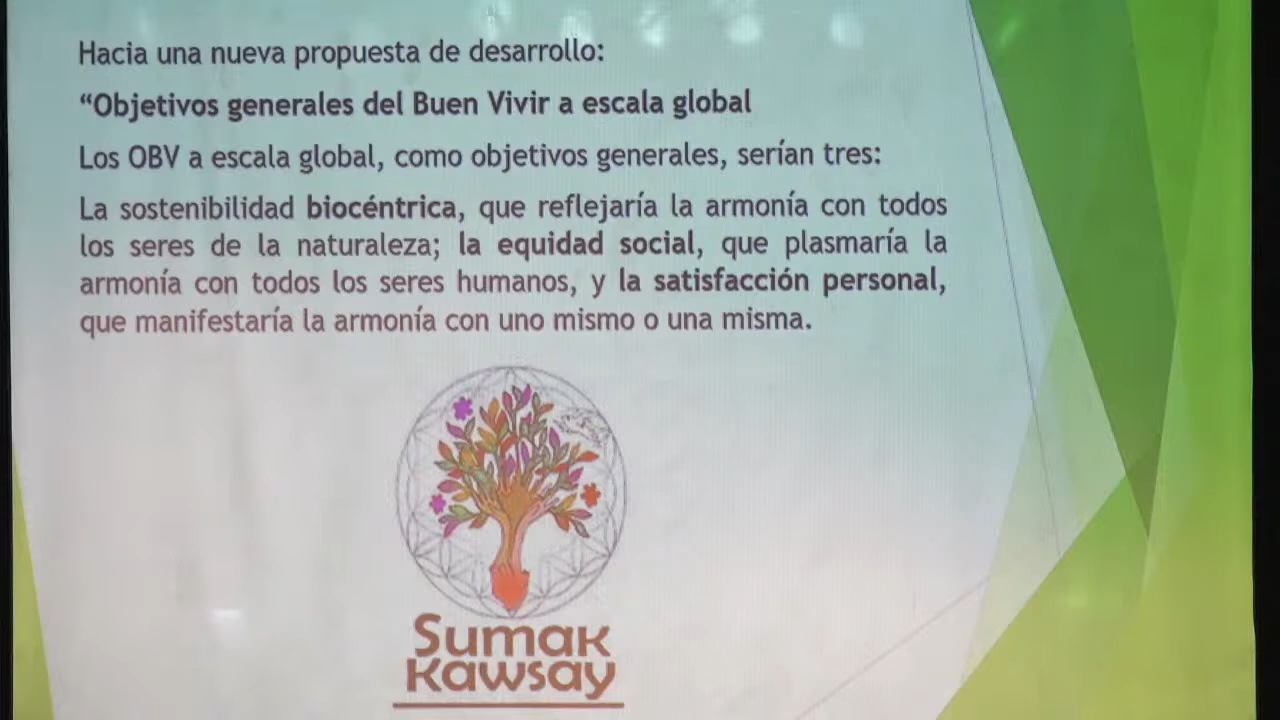 Hacia una nueva propuesta de desarrollo:
“Objetivos generales del Buen Vivir a escala global
Los OBV a escala global, como objetivos generales, serían tres:
La sostenibilidad biocéntrica, que reflejaría la armonía con todos
los seres de la naturaleza; la equidad social, que plasmaría la
armonía con todos los seres humanos, y la satisfacción personal,
que manifestaría la armonía con uno mismo o una misma.
Sumak
Kawsay